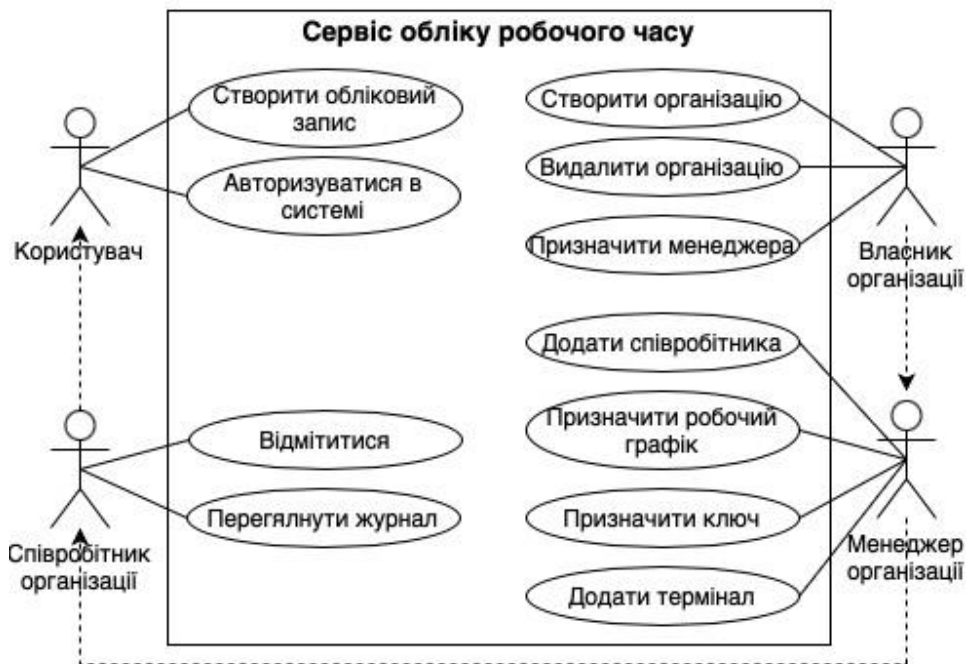 Сервіс обліку робочого часу
Створити обліковий
запис
Авторизуватися в
системі
Користувач
Створити організацію
Видалити організацію
Призначити менеджера
Власник
організації
Відмітитися
Перегялнути журнал
Співробітник
організації
Додати співробітника
Призначити робочий
графік
Призначити ключ
Додати термінал
Менеджер
організації